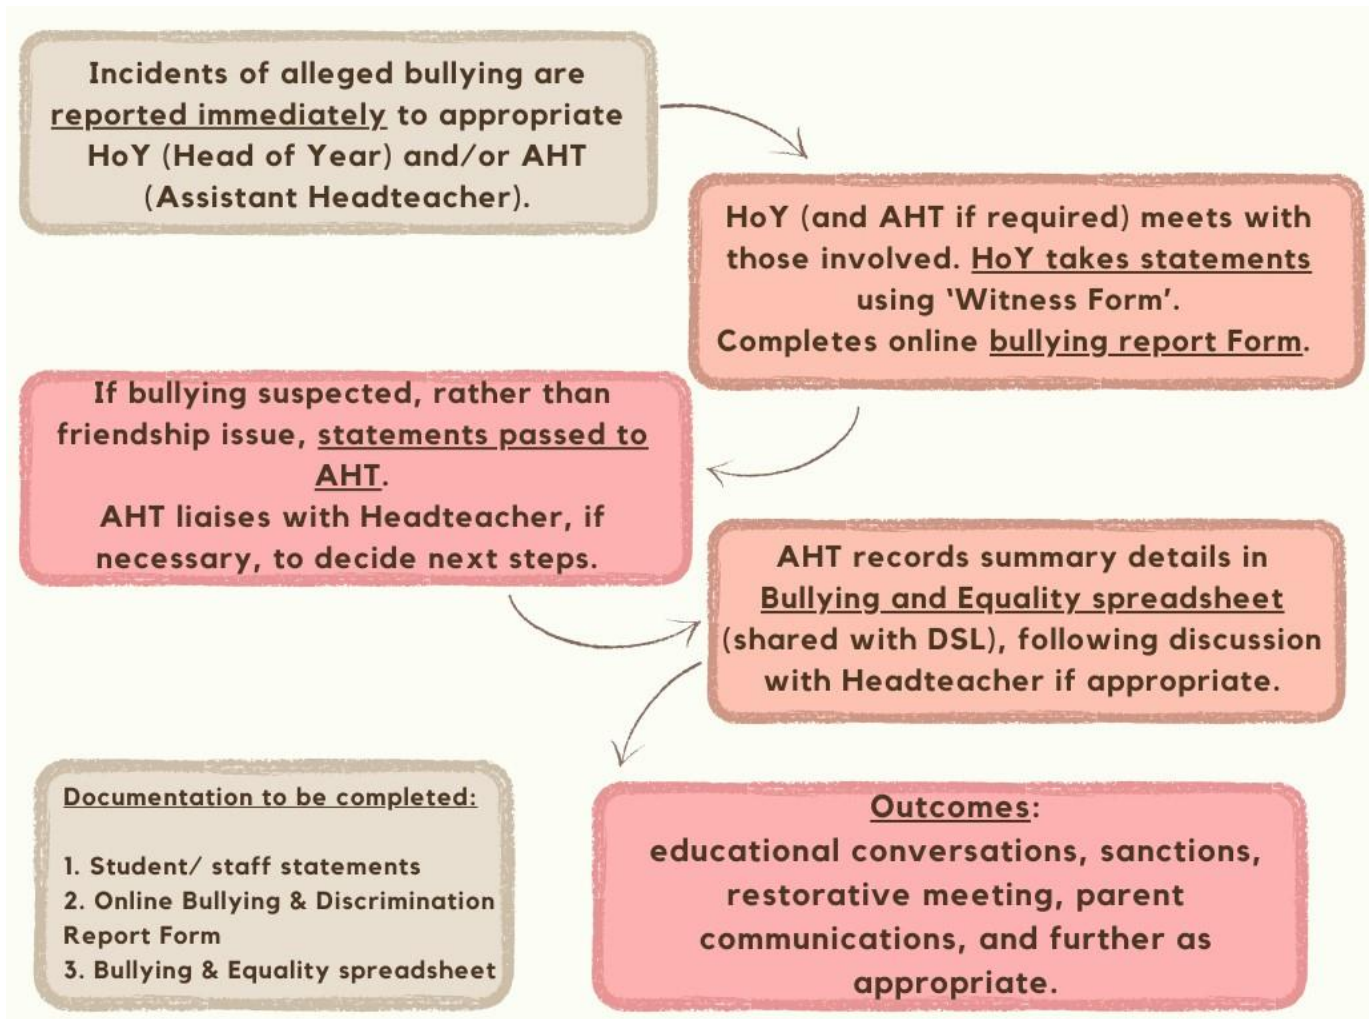 Incidents of alleged bullying are
reported immediately to appropriate
HoY (Head of Year) and/or AHT
(Assistant Headteacher).
HoY (and AHT if required) meets with
those involved. HoY takes statements
using ‘Witness Form’.
Completes online bullying report Form.
If bullying suspected, rather than
friendship issue, statements passed to
AHT.
AHT liaises with Headteacher, if
necessary, to decide next steps.
AHT records summary details in
Bullying and Equality spreadsheet
(shared with DSL), following discussion
with Headteacher if appropriate.
Documentation to be completed:
1. Student/ staff statements
2. Online Bullying & Discrimination
Report Form
3. Bullying & Equality spreadsheet
Outcomes:
educational conversations, sanctions,
restorative meeting, parent
communications, and further as
appropriate.